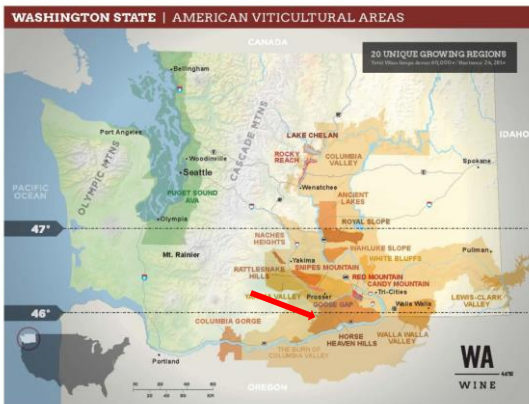 WASHINGTON STATE | AMERICAN VITICULTURAL AREAS
CANADA
20 UNIQUE GROWING REGIONS
Bellingham
Port Angeles
OLYMPIC MTNS
CASCADE MTNS
LAKE CHELAN
IDAHO
ROCKY
REACH
COLUMBIA
VALLEY
Woodinville
Seattle
Spokane
Wenatchee
PACIFIC
OCEAN
PUGET SOUND
AVA
ANCIENT
LAKES
Olympia
ROYAL SLOPE
47°
NACHES
HEIGHTS
WAHLUKE SLOPE
Mt. Rainier
Yakima
WHITE BLUFFS
Pullman
RATTLESNAKE
HILLS
SNIPES MOUNTAIN
RED MOUNTAIN
CANDY MOUNTAIN
Tri-Cities
YAKIMA VALLEY
Prosser
GOOSE GAP
Walla Walla
LEWIS-CLARK
VALLEY
46°
COLUMBIA GORGE
HORSE
HEAVEN HILLS
WALLA WALLA
VALLEY
THE BURN OF
COLUMBIA VALLEY
Portland
OREGON
WA
WINE